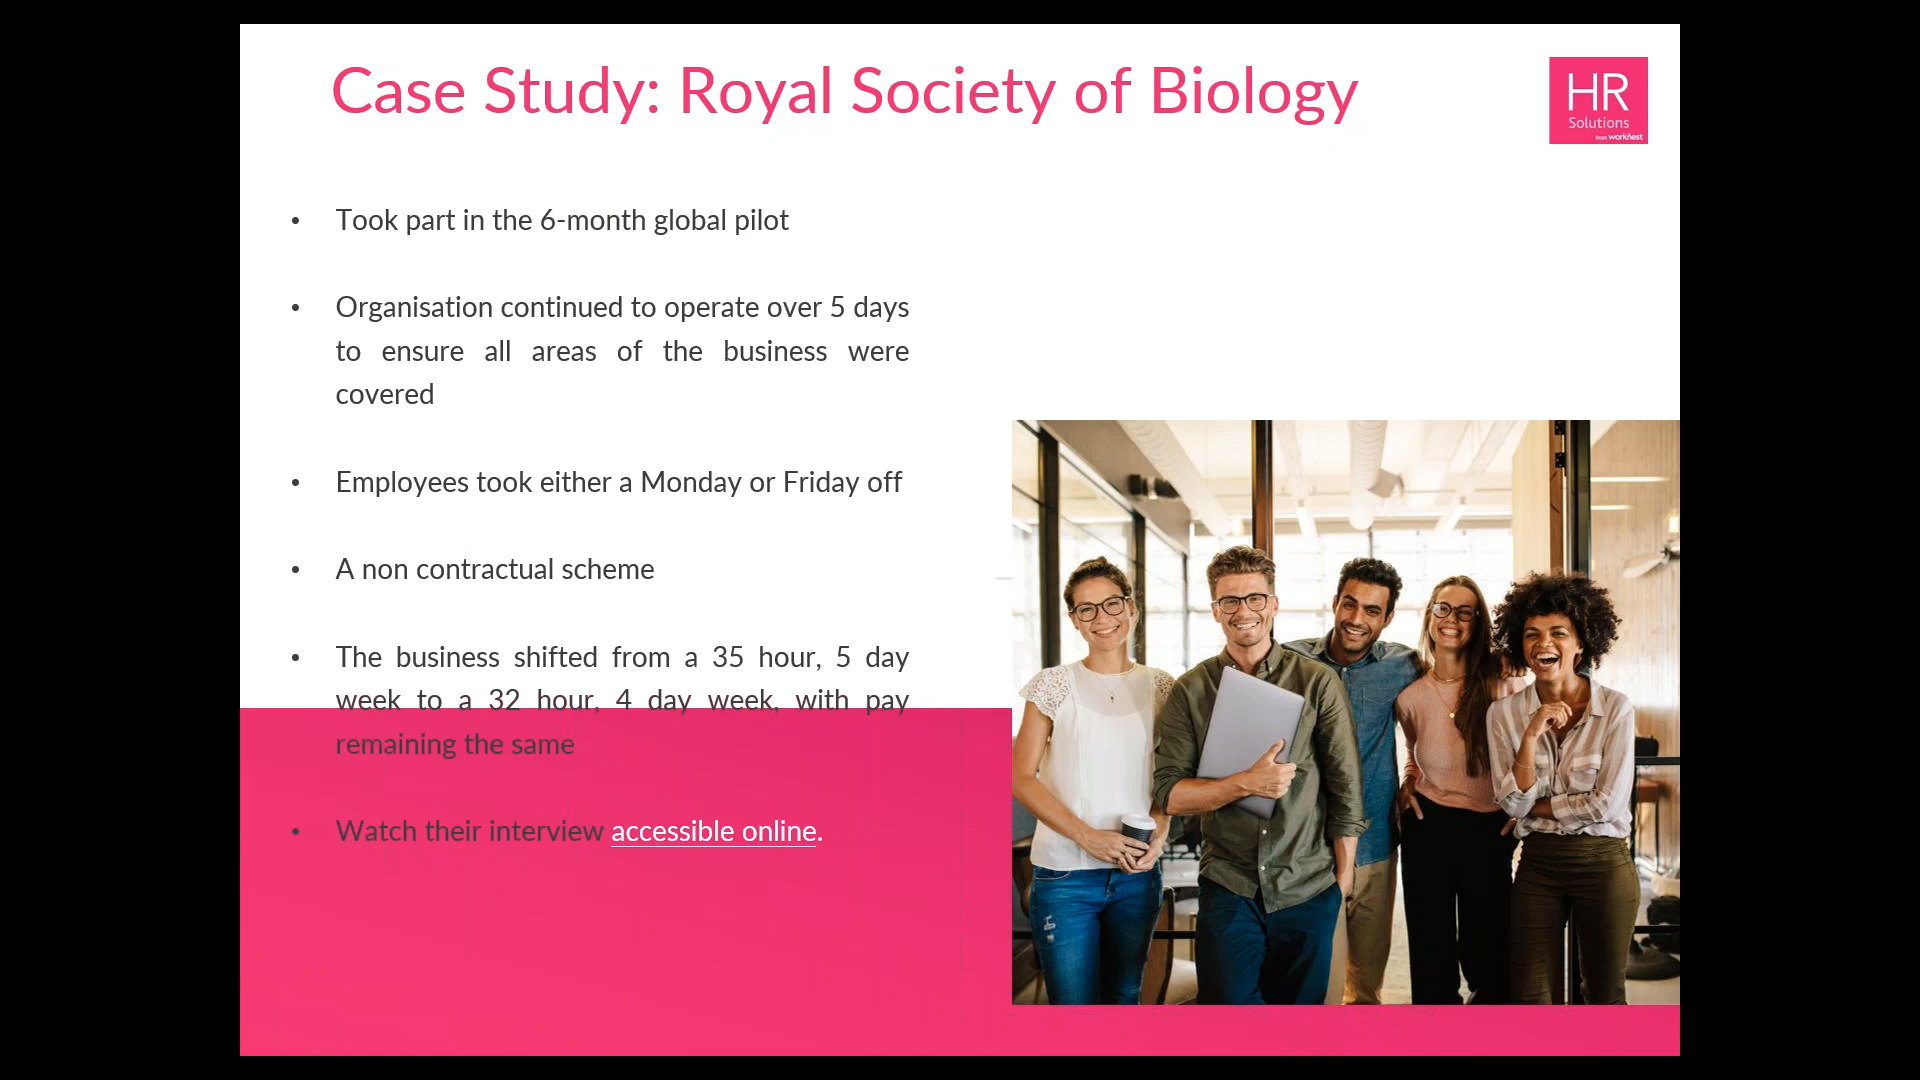 Case Study: Royal Society of Biology
HR
Solutions
from worknest
• Took part in the 6-month global pilot
• Organisation continued to operate over 5 days
to ensure all areas of the business were
covered
• Employees took either a Monday or Friday off
• A non contractual scheme
• The business shifted from a 35 hour, 5 day
week to a 32 hour, 4 day week, with pay
remaining the same
• Watch their interview accessible online.